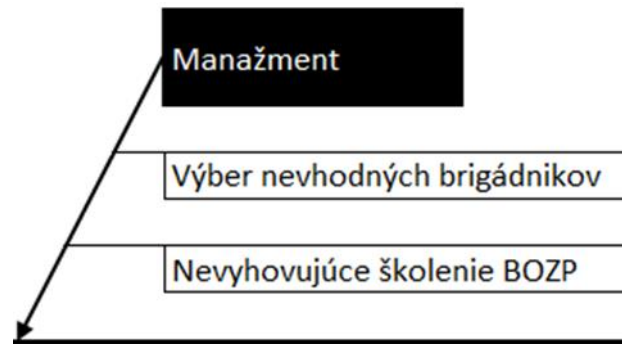 Manažment
Výber nevhodných brigádnikov
Nevyhovujúce školenie BOZP